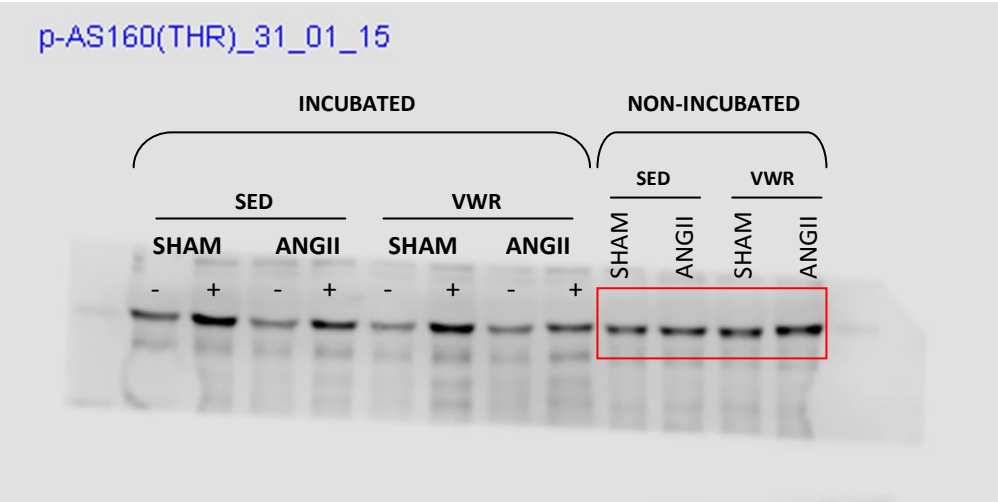 p-AS160(THR)_31_01_15
INCUBATED NON-INCUBATED
SED VWR
SED VWR
SHAM ANGII SHAM ANGII
SHAM ANGII SHAM ANGII
- + - + - + - +